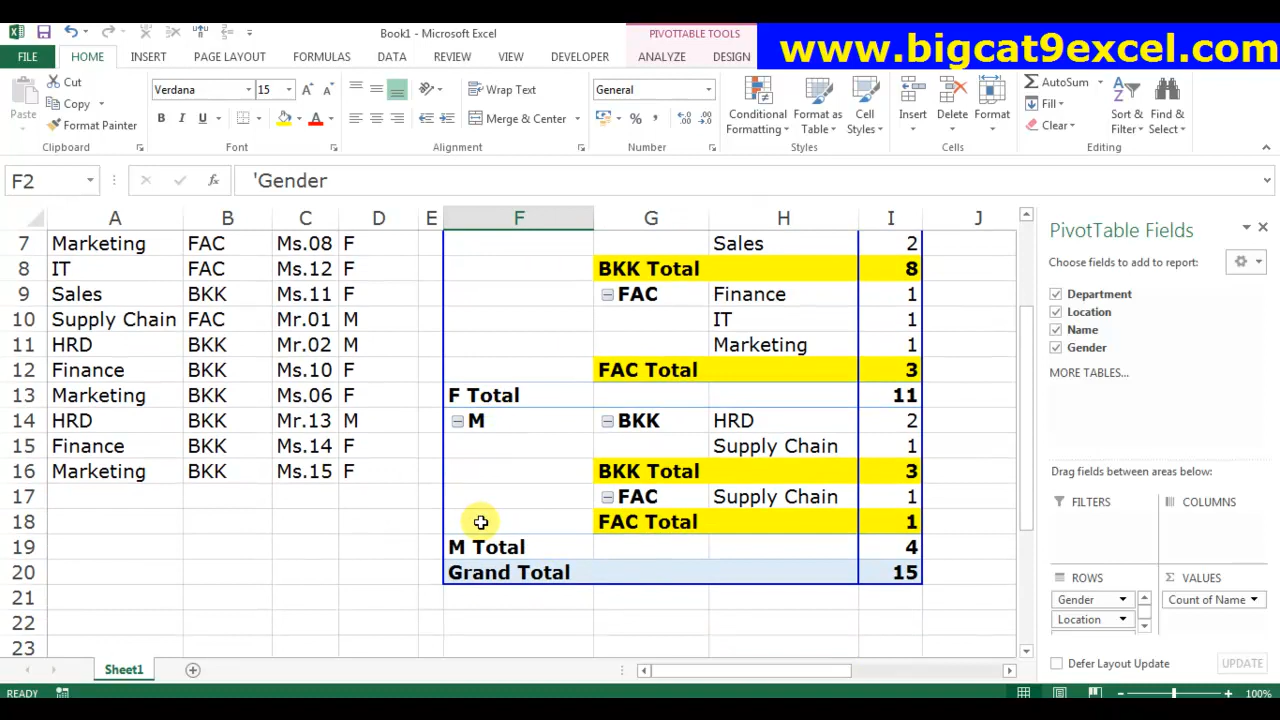 Book1 - Microsoft Excel
PIVOTTABLE TOOLS
www.bigcat9excel.com
FILE HOME INSERT PAGE LAYOUT FORMULAS DATA REVIEW VIEW DEVELOPER ANALYZE DESIGN
Cut
Copy
Format Painter
Paste
Clipboard
Verdana 15
B I U
A A
Font
Wrap Text
Merge & Center
Alignment
General
%
Number
Conditional Formatting
Format as Table
Cell Styles
Styles
Insert Delete Format
Cells
AutoSum
Fill
Clear
Sort & Filter
Find & Select
Editing
F2 fx 'Gender
A B C D E F G H I J
7 Marketing FAC Ms.08 F Sales 2
8 IT FAC Ms.12 F BKK Total 8
9 Sales BKK Ms.11 F FAC Finance 1
10 Supply Chain FAC Mr.01 M IT 1
11 HRD BKK Mr.02 M Marketing 1
12 Finance BKK Ms.10 F FAC Total 3
13 Marketing BKK Ms.06 F F Total 11
14 HRD BKK Mr.13 M M BKK HRD 2
15 Finance BKK Ms.14 F Supply Chain 1
16 Marketing BKK Ms.15 F BKK Total 3
17 FAC Supply Chain 1
18 FAC Total 1
19 M Total 4
20 Grand Total 15
21
22
23
PivotTable Fields
Choose fields to add to report:
Department
Location
Name
Gender
MORE TABLES...
Drag fields between areas below:
FILTERS COLUMNS
ROWS Σ VALUES
Gender Count of Name
Location
Defer Layout Update UPDATE
Sheet1
READY 100%